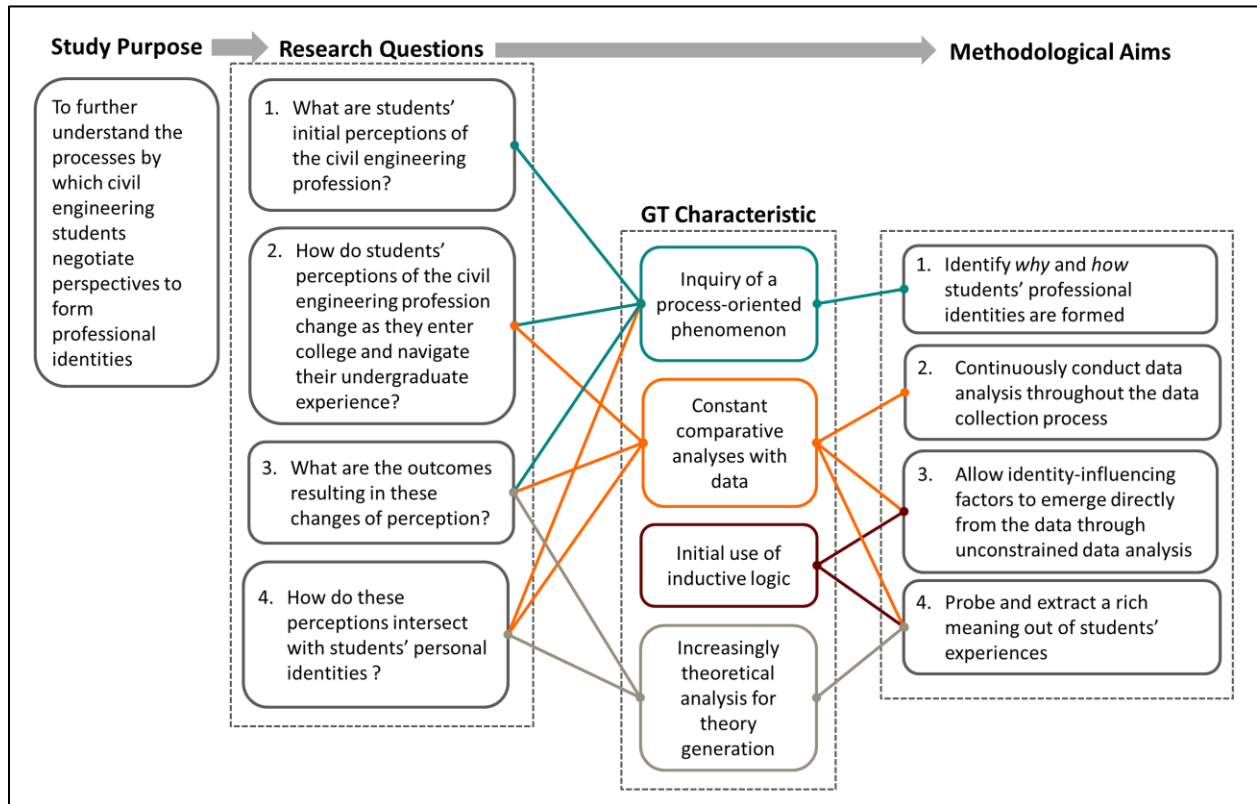 Study Purpose
Research Questions
Methodological Aims
To further
understand the
processes by
which civil
engineering
students
negotiate
perspectives to
form
professional
identities
1. What are students’
initial perceptions of
the civil engineering
profession?
2. How do students’
perceptions of the civil
engineering profession
change as they enter
college and navigate
their undergraduate
experience?
3. What are the outcomes
resulting in these
changes of perception?
4. How do these
perceptions intersect
with students’ personal
identities ?
GT Characteristic
Inquiry of a
process-oriented
phenomenon
Constant
comparative
analyses with
data
Initial use of
inductive logic
Increasingly
theoretical
analysis for
theory
generation
1. Identify why and how
students’ professional
identities are formed
2. Continuously conduct data
analysis throughout the data
collection process
3. Allow identity-influencing
factors to emerge directly
from the data through
unconstrained data analysis
4. Probe and extract a rich
meaning out of students’
experiences